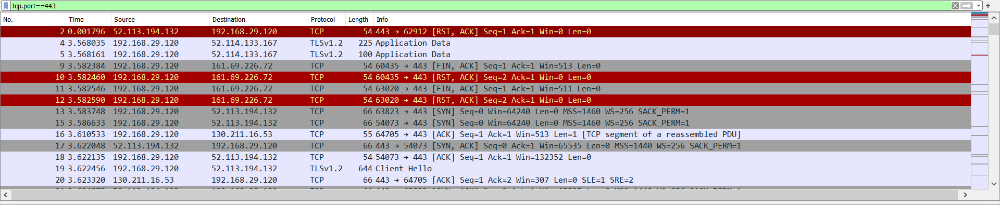 tcp.port==443
No. Time Source Destination Protocol Length Info
2 0.001796 52.113.194.132 192.168.29.120 TCP 54 443 → 62912 [RST, ACK] Seq=1 Ack=1 Win=0 Len=0
4 3.568035 192.168.29.120 52.114.133.167 TLSv1.2 225 Application Data
5 3.568161 192.168.29.120 52.114.133.167 TLSv1.2 100 Application Data
9 3.582384 192.168.29.120 161.69.226.72 TCP 54 60435 → 443 [FIN, ACK] Seq=1 Ack=1 Win=513 Len=0
10 3.582460 192.168.29.120 161.69.226.72 TCP 54 60435 → 443 [RST, ACK] Seq=2 Ack=1 Win=0 Len=0
11 3.582546 192.168.29.120 161.69.226.72 TCP 54 63020 → 443 [FIN, ACK] Seq=1 Ack=1 Win=511 Len=0
12 3.582590 192.168.29.120 161.69.226.72 TCP 54 63020 → 443 [RST, ACK] Seq=2 Ack=1 Win=0 Len=0
13 3.583748 192.168.29.120 52.113.194.132 TCP 66 63823 → 443 [SYN] Seq=0 Win=64240 Len=0 MSS=1460 WS=256 SACK_PERM=1
15 3.586633 192.168.29.120 52.113.194.132 TCP 66 54073 → 443 [SYN] Seq=0 Win=64240 Len=0 MSS=1460 WS=256 SACK_PERM=1
16 3.610533 192.168.29.120 130.211.16.53 TCP 55 64705 → 443 [ACK] Seq=1 Ack=1 Win=513 Len=1 [TCP segment of a reassembled PDU]
17 3.622048 52.113.194.132 192.168.29.120 TCP 66 443 → 54073 [SYN, ACK] Seq=0 Ack=1 Win=65535 Len=0 MSS=1440 WS=256 SACK_PERM=1
18 3.622135 192.168.29.120 52.113.194.132 TCP 54 54073 → 443 [ACK] Seq=1 Ack=1 Win=132352 Len=0
19 3.622456 192.168.29.120 52.113.194.132 TLSv1.2 644 Client Hello
20 3.623320 130.211.16.53 192.168.29.120 TCP 66 443 → 64705 [ACK] Seq=1 Ack=2 Win=307 Len=0 SLE=1 SRE=2